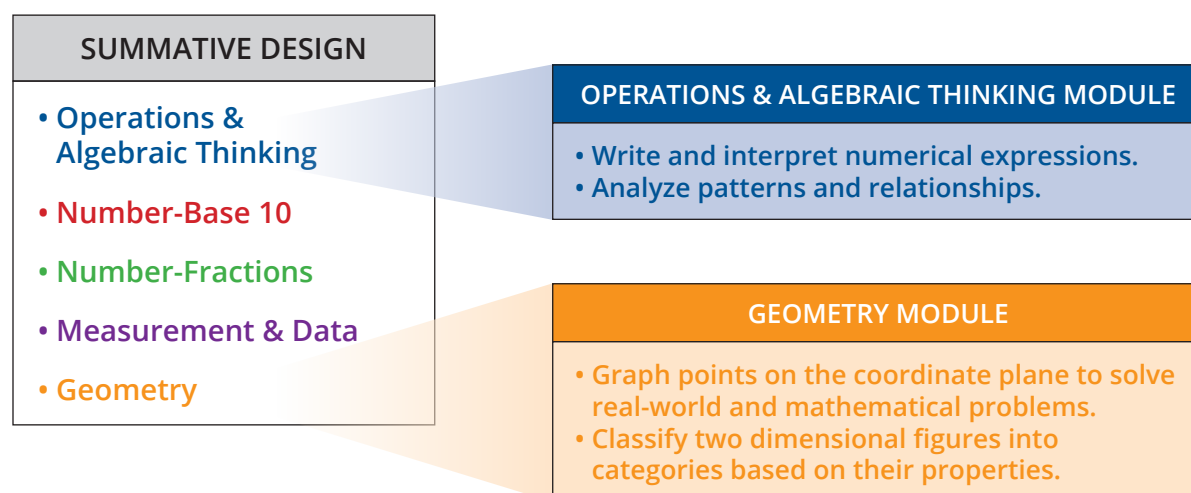 SUMMATIVE DESIGN
• Operations &
Algebraic Thinking
• Number-Base 10
• Number-Fractions
• Measurement & Data
• Geometry
OPERATIONS & ALGEBRAIC THINKING MODULE
• Write and interpret numerical expressions.
• Analyze patterns and relationships.
GEOMETRY MODULE
• Graph points on the coordinate plane to solve
real-world and mathematical problems.
• Classify two dimensional figures into
categories based on their properties.